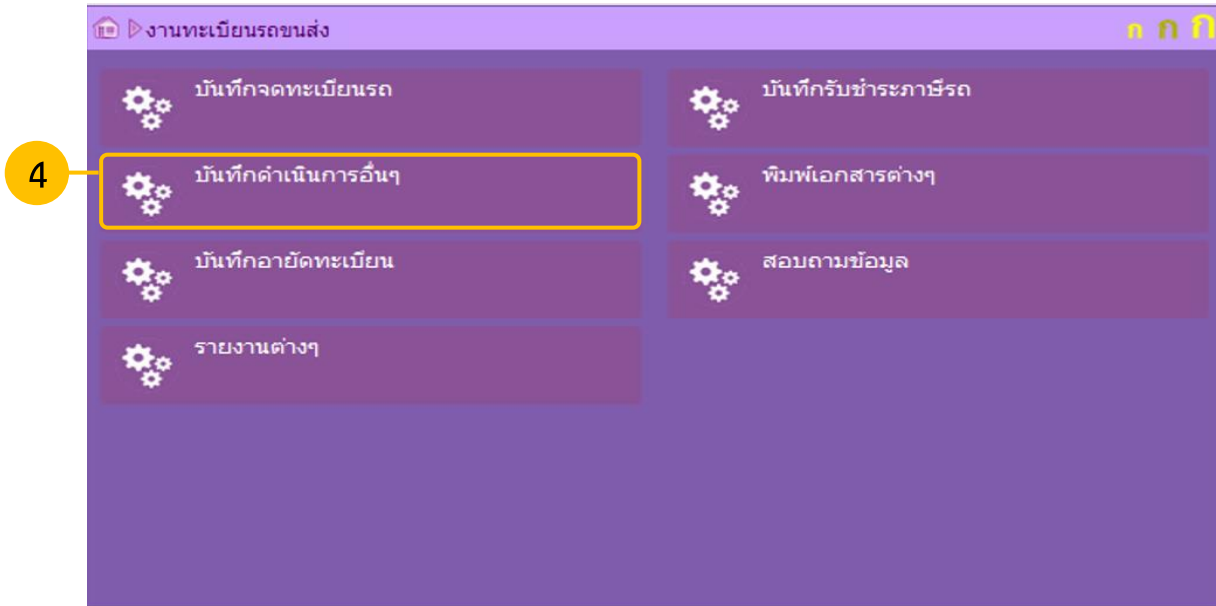 งานทะเบียนรถขนส่ง
ก ก ก
บันทึกจดทะเบียนรถ
บันทึกรับชำระภาษีรถ
4
บันทึกดำเนินการอื่นๆ
พิมพ์เอกสารต่างๆ
บันทึกอายัดทะเบียน
สอบถามข้อมูล
รายงานต่างๆ